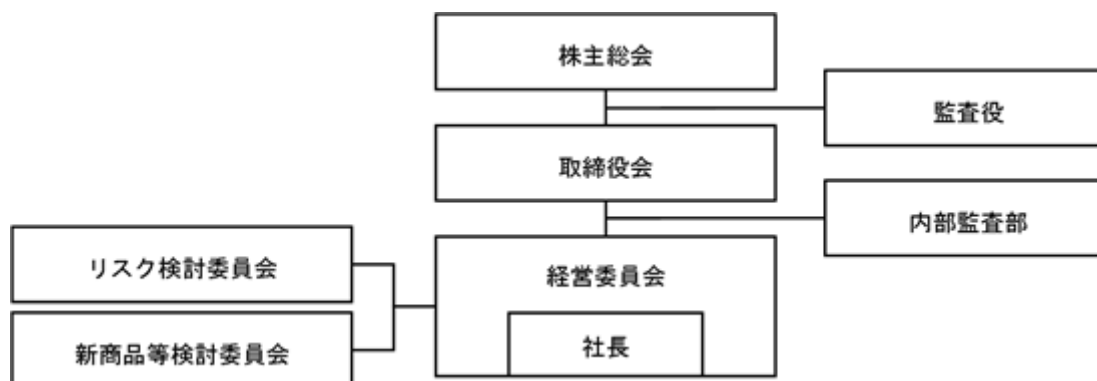 株主総会
監査役
取締役会
内部監査部
リスク検討委員会
経営委員会
新商品等検討委員会
社長